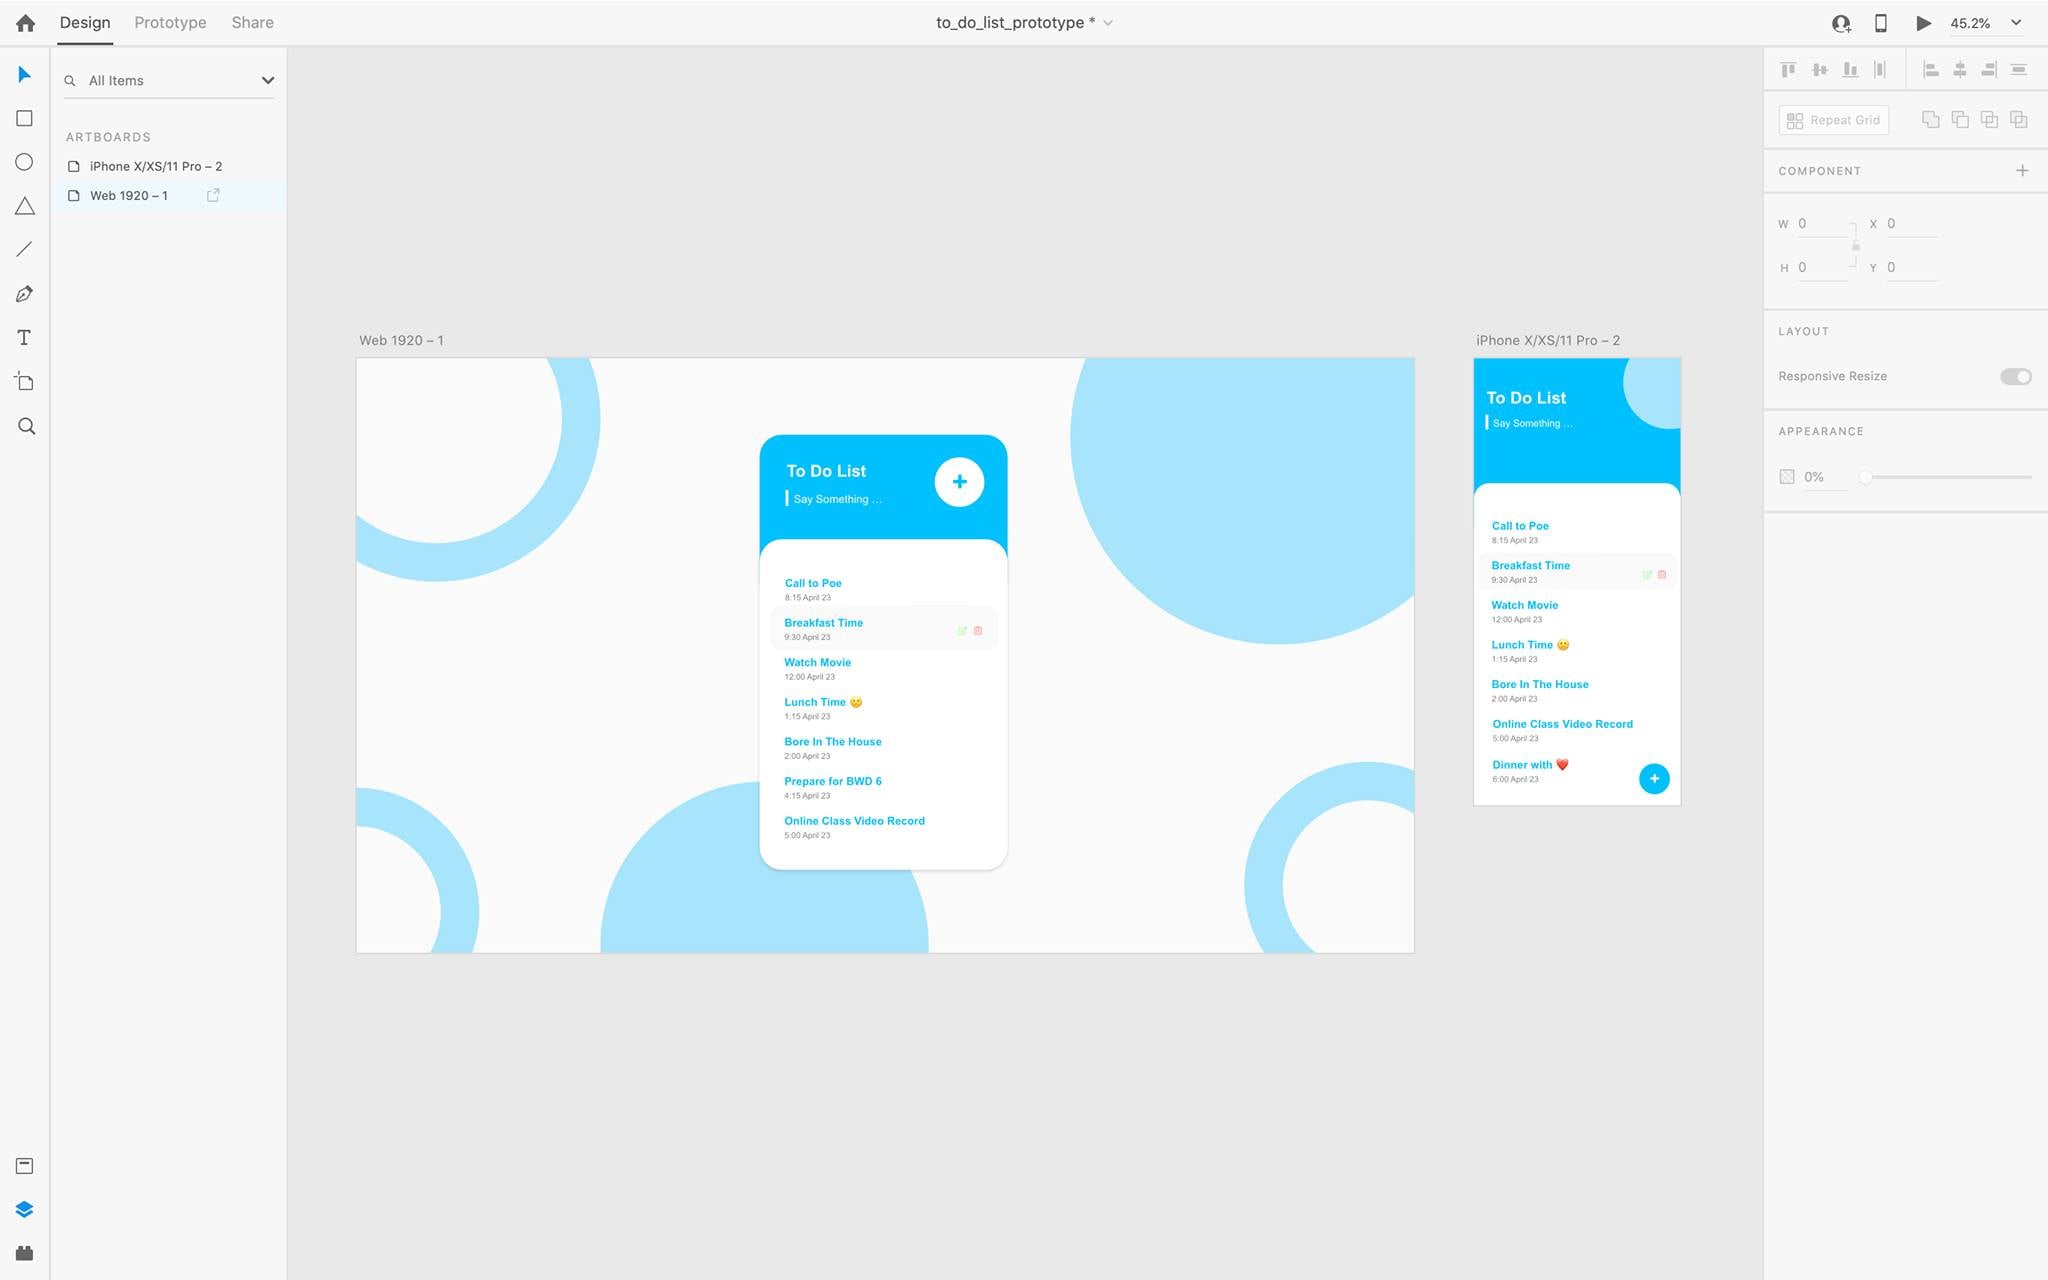 Design Prototype Share
to_do_list_prototype *
45.2%
All Items
ARTBOARDS
iPhone X/XS/11 Pro – 2
Web 1920 – 1
Web 1920 – 1
To Do List
Say Something ...
Call to Poe
8:15 April 23
Breakfast Time
9:30 April 23
Watch Movie
12:00 April 23
Lunch Time 😕
1:15 April 23
Bore In The House
2:00 April 23
Prepare for BWD 6
4:15 April 23
Online Class Video Record
5:00 April 23
iPhone X/XS/11 Pro – 2
To Do List
Say Something ...
Call to Poe
8:15 April 23
Breakfast Time
9:30 April 23
Watch Movie
12:00 April 23
Lunch Time 😕
1:15 April 23
Bore In The House
2:00 April 23
Online Class Video Record
5:00 April 23
Dinner with ❤️
6:00 April 23
Repeat Grid
COMPONENT
W 0 X 0
H 0 Y 0
LAYOUT
Responsive Resize
APPEARANCE
0%